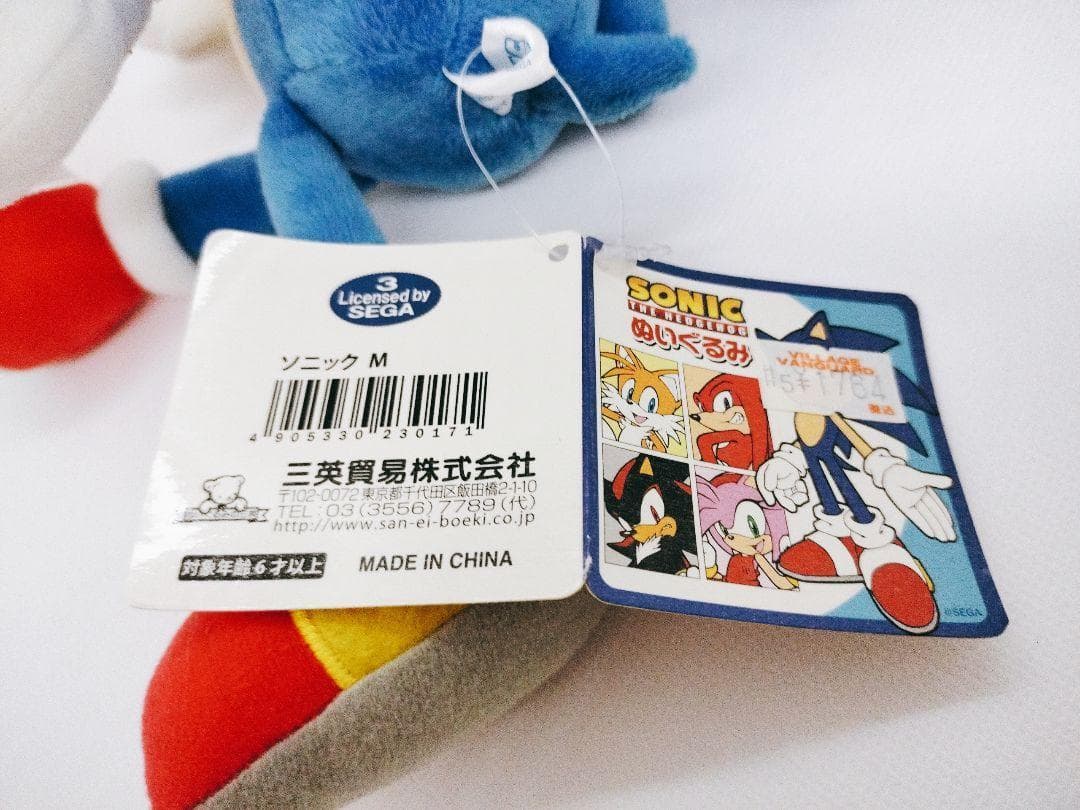 3
Licensed by
SEGA
ソニック M
4 905330 230171
三英貿易株式会社
〒102-0072 東京都千代田区飯田橋2-1-10
TEL:03(3556)7789(代)
http://www.san-ei-boeki.co.jp
対象年齢6才以上
MADE IN CHINA
SONIC
THE HEDGEHOG
ぬいぐるみ
VILLAGE
VANGUARD
1764
税込
©SEGA